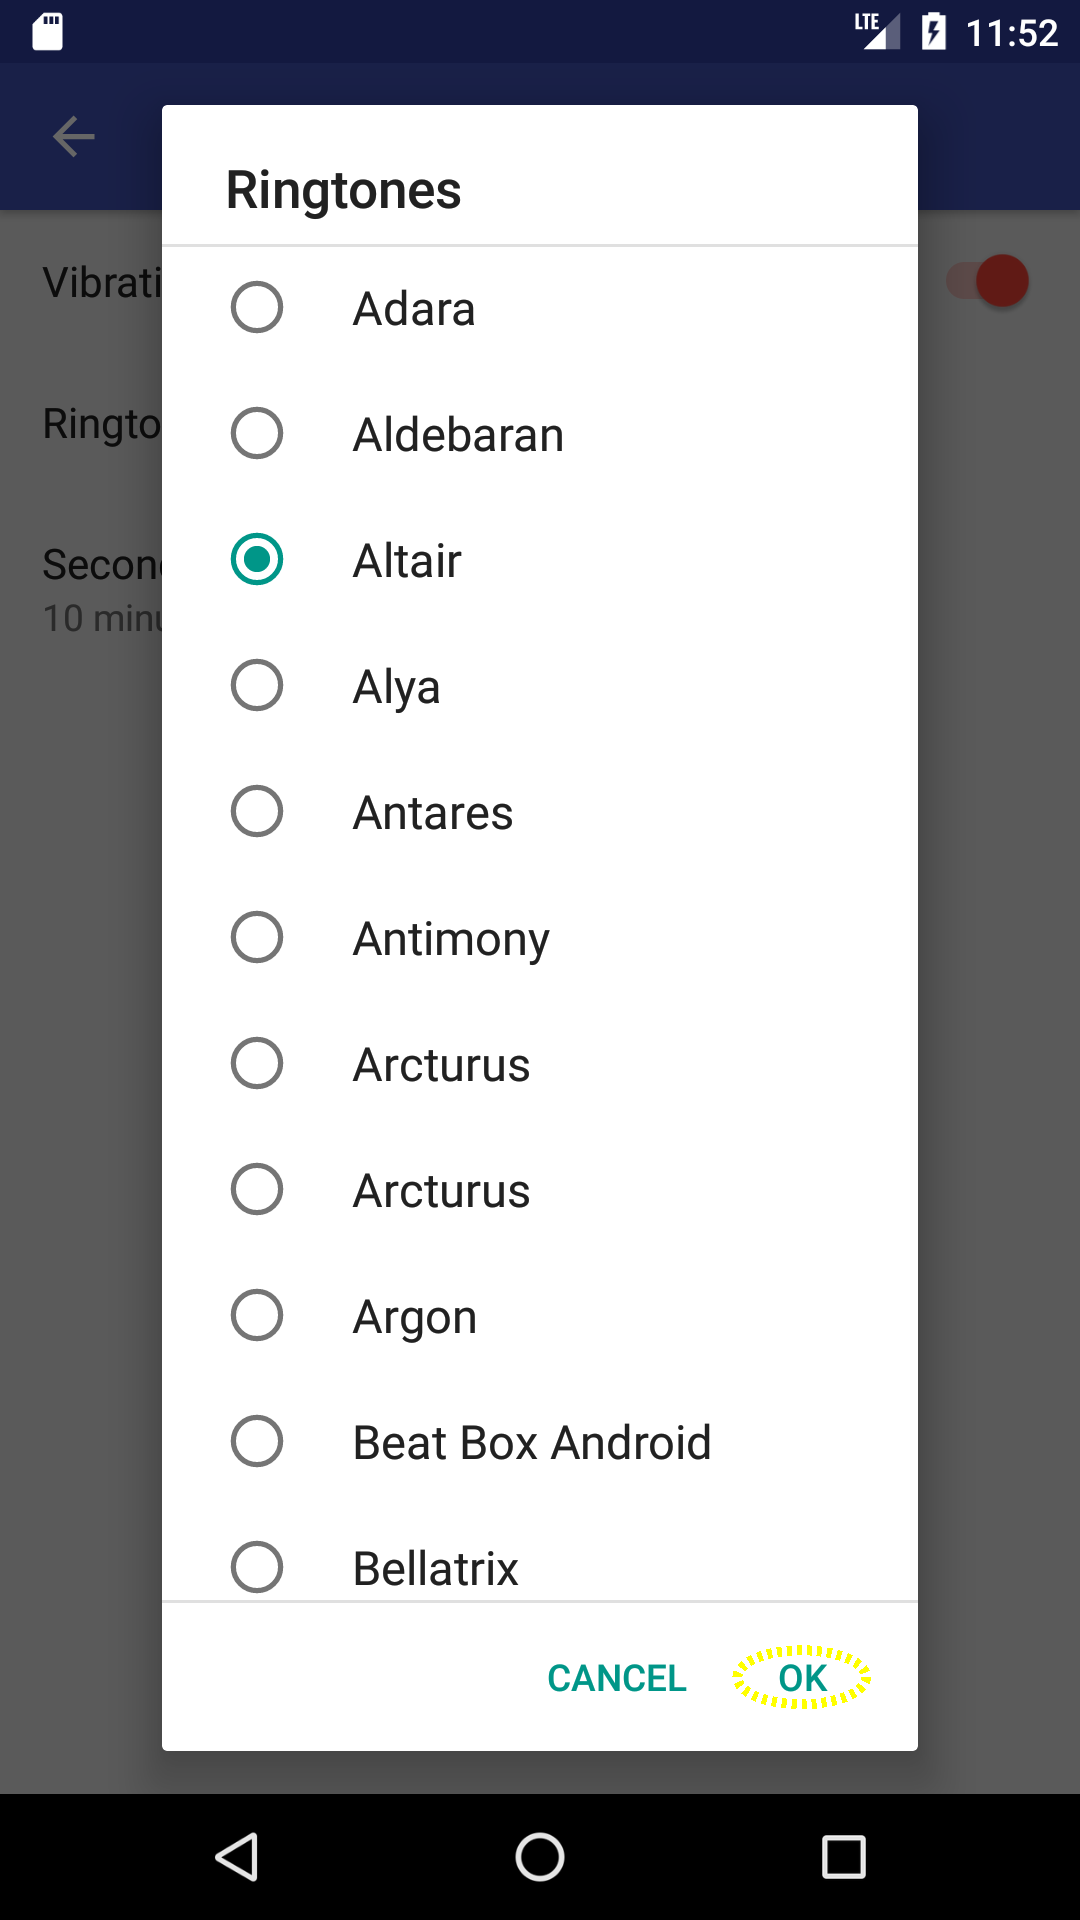 LTE 11:52
Ringtones
Vibrati
Adara
Ringto
Aldebaran
Secon
Altair
10 minu
Alya
Antares
Antimony
Arcturus
Arcturus
Argon
Beat Box Android
Bellatrix
CANCEL OK